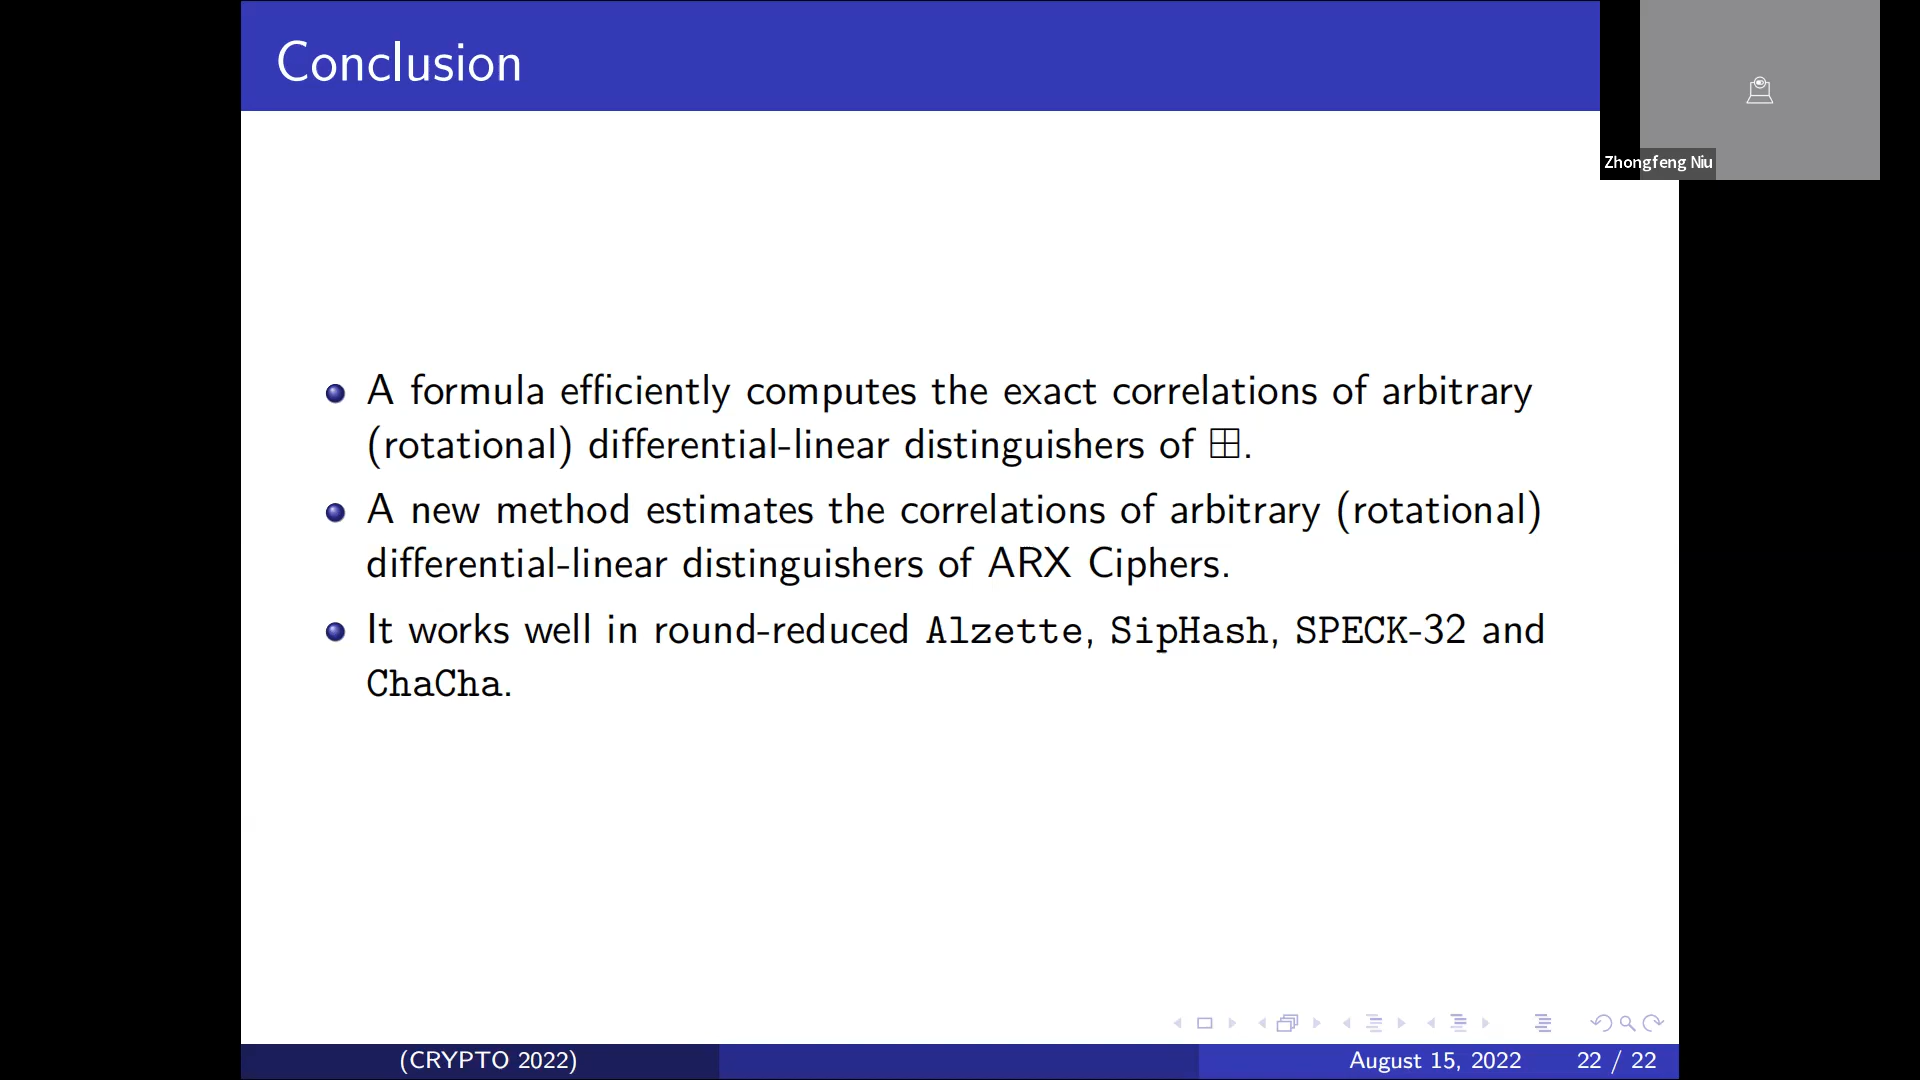 Conclusion
Zhongfeng Niu
A formula efficiently computes the exact correlations of arbitrary
(rotational) differential-linear distinguishers of ⊞.
A new method estimates the correlations of arbitrary (rotational)
differential-linear distinguishers of ARX Ciphers.
It works well in round-reduced Alzette, SipHash, SPECK-32 and
ChaCha.
(CRYPTO 2022)
August 15, 2022
22 / 22